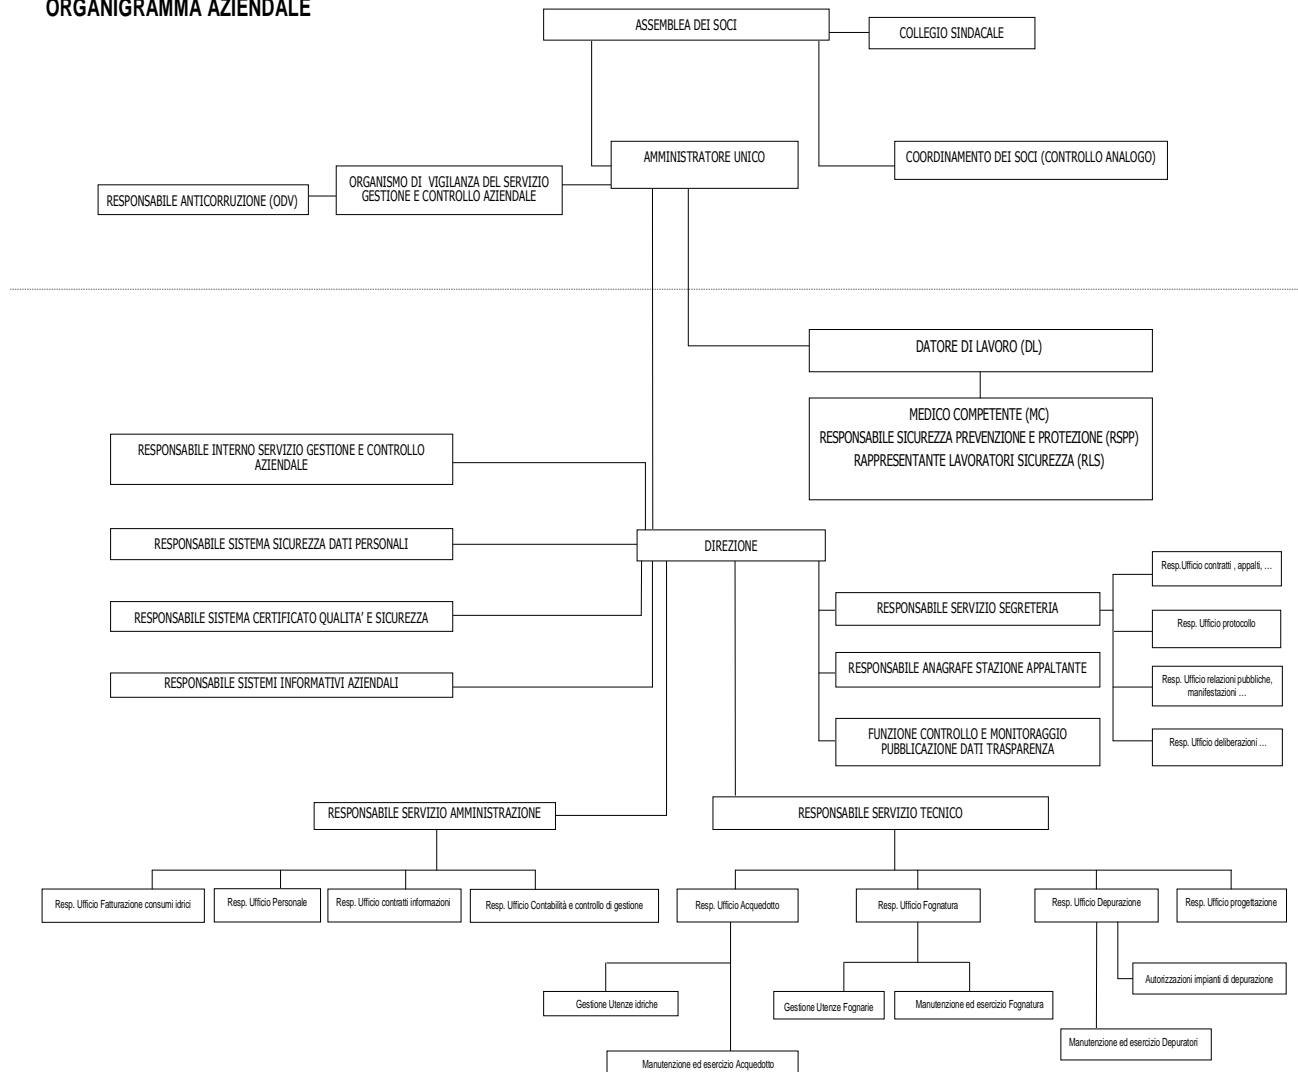 ORGANIGRAMMA AZIENDALE
ASSEMBLEA DEI SOCI
COLLEGIO SINDACALE
AMMINISTRATORE UNICO
COORDINAMENTO DEI SOCI (CONTROLLO ANALOGO)
ORGANISMO DI VIGILANZA DEL SERVIZIO
GESTIONE E CONTROLLO AZIENDALE
RESPONSABILE ANTICORRUZIONE (ODV)
DATORE DI LAVORO (DL)
MEDICO COMPETENTE (MC)
RESPONSABILE SICUREZZA PREVENZIONE E PROTEZIONE (RSPP)
RAPPRESENTANTE LAVORATORI SICUREZZA (RLS)
RESPONSABILE INTERNO SERVIZIO GESTIONE E CONTROLLO
AZIENDALE
RESPONSABILE SISTEMA SICUREZZA DATI PERSONALI
DIREZIONE
RESPONSABILE SISTEMA CERTIFICATO QUALITA' E SICUREZZA
RESPONSABILE SISTEMI INFORMATIVI AZIENDALI
RESPONSABILE SERVIZIO SEGRETERIA
RESPONSABILE ANAGRAFE STAZIONE APPALTANTE
FUNZIONE CONTROLLO E MONITORAGGIO
PUBBLICAZIONE DATI TRASPARENZA
Resp.Ufficio contratti , appalti, ...
Resp. Ufficio protocollo
Resp. Ufficio relazioni pubbliche,
manifestazioni ...
Resp. Ufficio deliberazioni ...
RESPONSABILE SERVIZIO AMMINISTRAZIONE
RESPONSABILE SERVIZIO TECNICO
Resp. Ufficio Fatturazione consumi idrici
Resp. Ufficio Personale
Resp. Ufficio contratti informazioni
Resp. Ufficio Contabilità e controllo di gestione
Resp. Ufficio Acquedotto
Resp. Ufficio Fognatura
Resp. Ufficio Depurazione
Resp. Ufficio progettazione
Autorizzazioni impianti di depurazione
Gestione Utenze idriche
Gestione Utenze Fognarie
Manutenzione ed esercizio Fognatura
Manutenzione ed esercizio Depuratori
Manutenzione ed esercizio Acquedotto